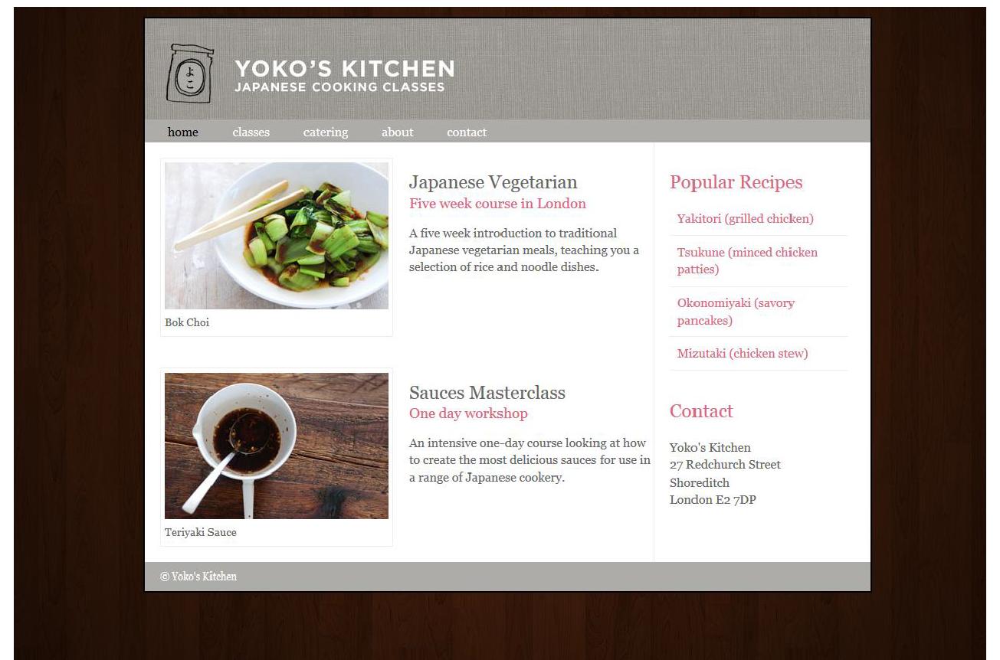 よ
こ
YOKO'S KITCHEN
JAPANESE COOKING CLASSES
home classes catering about contact
Bok Choi
Japanese Vegetarian
Five week course in London
A five week introduction to traditional
Japanese vegetarian meals, teaching you a
selection of rice and noodle dishes.
Teriyaki Sauce
Sauces Masterclass
One day workshop
An intensive one-day course looking at how
to create the most delicious sauces for use in
a range of Japanese cookery.
Popular Recipes
Yakitori (grilled chicken)
Tsukune (minced chicken
patties)
Okonomiyaki (savory
pancakes)
Mizutaki (chicken stew)
Contact
Yoko's Kitchen
27 Redchurch Street
Shoreditch
London E2 7DP
© Yoko's Kitchen